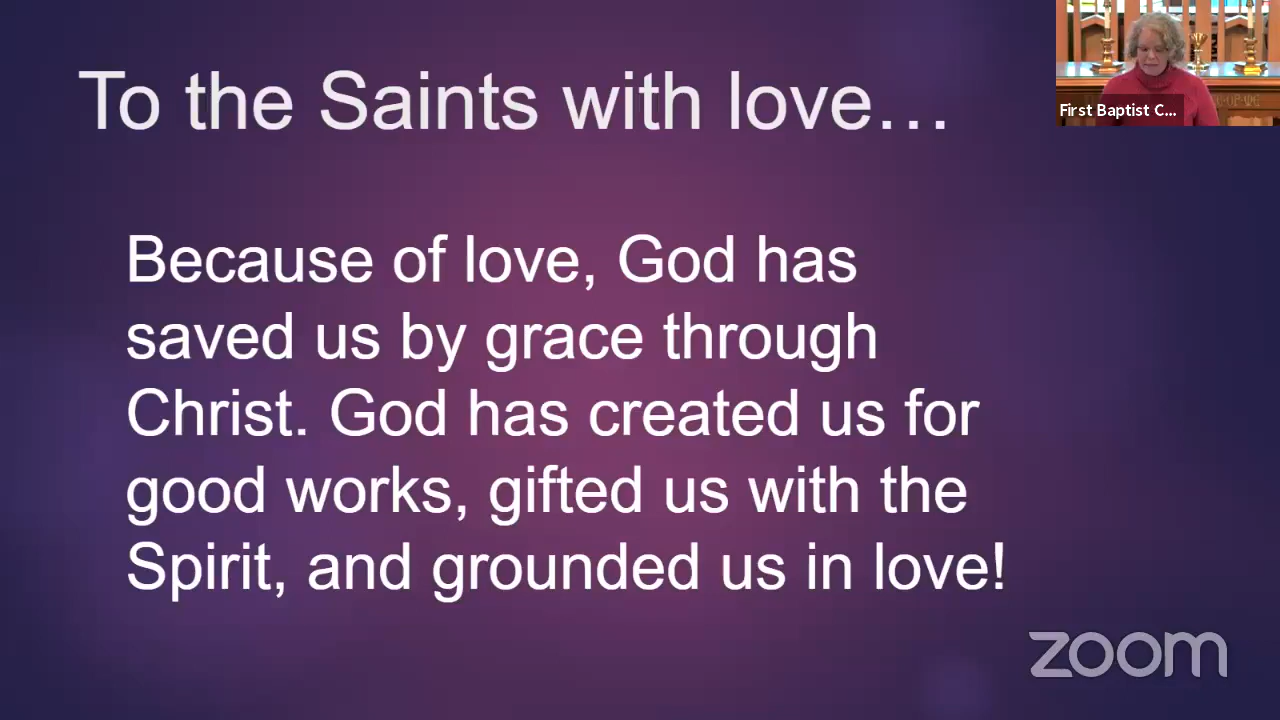 To the Saints with love…
First Baptist C...
Because of love, God has
saved us by grace through
Christ. God has created us for
good works, gifted us with the
Spirit, and grounded us in love!
zoom